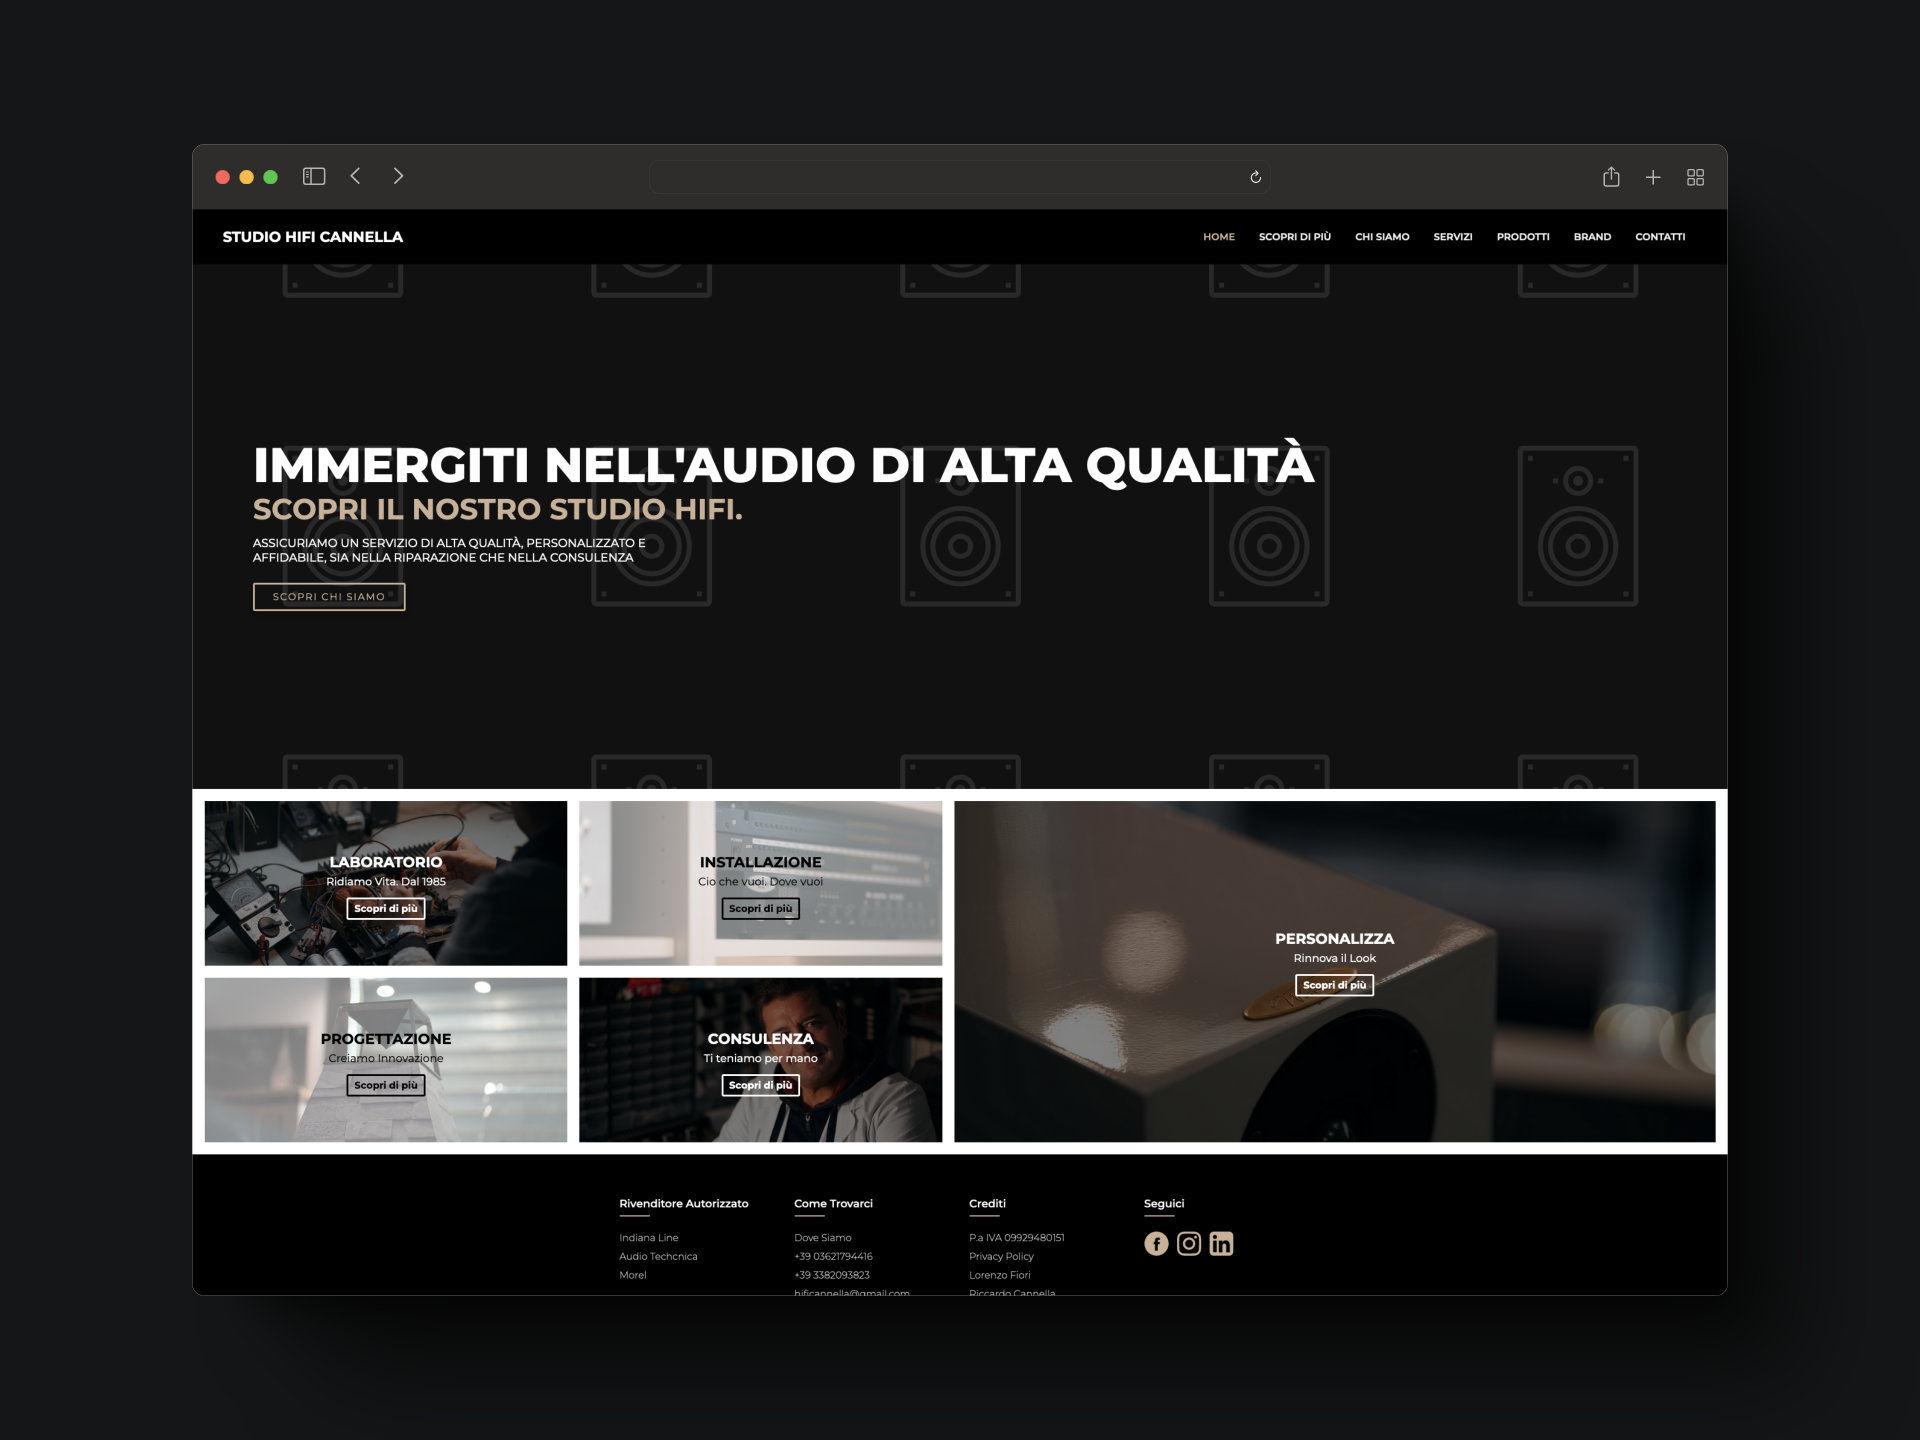 STUDIO HIFI CANNELLA
HOME
SCOPRI DI PIÙ
CHI SIAMO
SERVIZI
PRODOTTI
BRAND
CONTATTI
IMMERGITI NELL'AUDIO DI ALTA QUALITÀ
SCOPRI IL NOSTRO STUDIO HIFI.
ASSICURIAMO UN SERVIZIO DI ALTA QUALITÀ, PERSONALIZZATO E
AFFIDABILE, SIA NELLA RIPARAZIONE CHE NELLA CONSULENZA
SCOPRI CHI SIAMO
LABORATORIO
Ridiamo Vita. Dal 1985
Scopri di più
INSTALLAZIONE
Cio che vuoi. Dove vuoi
Scopri di più
PROGETTAZIONE
Creiamo Innovazione
Scopri di più
CONSULENZA
Ti teniamo per mano
Scopri di più
PERSONALIZZA
Rinnova il Look
Scopri di più
Rivenditore Autorizzato
Indiana Line
Audio Techcnica
Morel
Come Trovarci
Dove Siamo
+39 03621794416
+39 3382093823
hificannella@gmail.com
Crediti
P.a IVA 09929480151
Privacy Policy
Lorenzo Fiori
Riccardo Cannella
Seguici